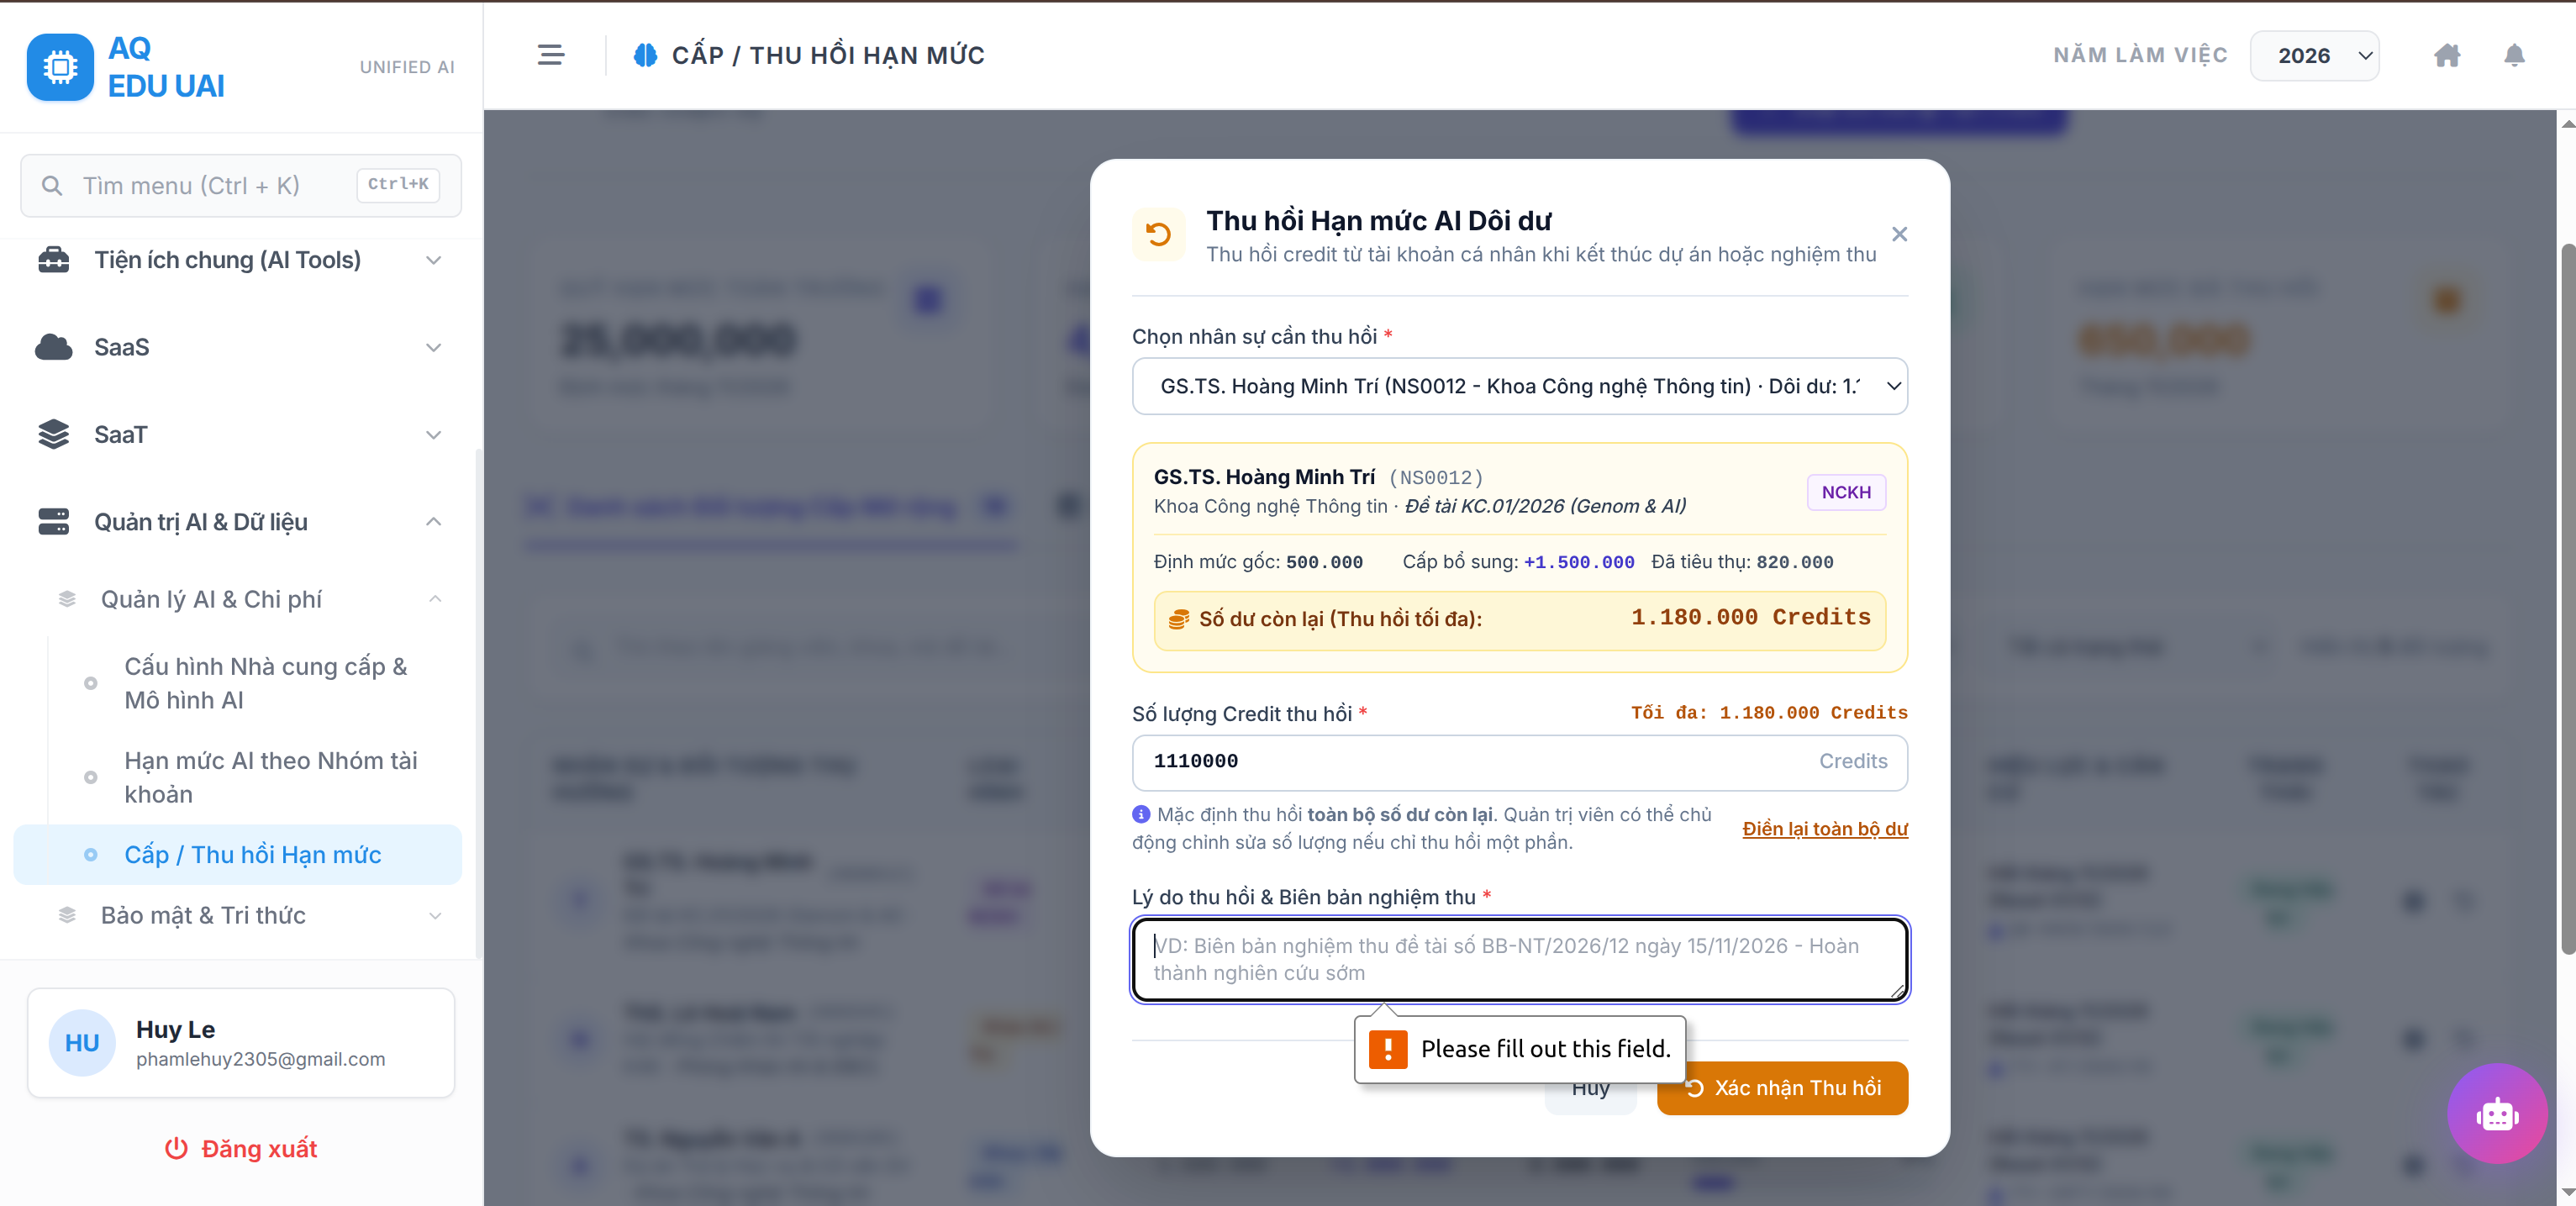 AQ
EDU UAI
UNIFIED AI
CẤP / THU HỒI HẠN MỨC
NĂM LÀM VIỆC
2026
Tìm menu (Ctrl + K)
Ctrl+K
Tiện ích chung (AI Tools)
SaaS
SaaT
Quản trị AI & Dữ liệu
Quản lý AI & Chi phí
Cấu hình Nhà cung cấp &
Mô hình AI
Hạn mức AI theo Nhóm tài
khoản
Cấp / Thu hồi Hạn mức
Bảo mật & Tri thức
HU
Huy Le
phamlehuy2305@gmail.com
Đăng xuất
25,000,000
650,000
Thu hồi Hạn mức AI Dôi dư
Thu hồi credit từ tài khoản cá nhân khi kết thúc dự án hoặc nghiệm thu
Chọn nhân sự cần thu hồi *
GS.TS. Hoàng Minh Trí (NS0012 - Khoa Công nghệ Thông tin) · Dôi dư: 1.
GS.TS. Hoàng Minh Trí (NS0012)
Khoa Công nghệ Thông tin · Đề tài KC.01/2026 (Genom & AI)
NCKH
Định mức gốc: 500.000 Cấp bổ sung: +1.500.000 Đã tiêu thụ: 820.000
Số dư còn lại (Thu hồi tối đa): 1.180.000 Credits
Số lượng Credit thu hồi * Tối đa: 1.180.000 Credits
1110000 Credits
Mặc định thu hồi toàn bộ số dư còn lại. Quản trị viên có thể chủ
động chỉnh sửa số lượng nếu chỉ thu hồi một phần.
Điền lại toàn bộ dư
Lý do thu hồi & Biên bản nghiệm thu *
VD: Biên bản nghiệm thu đề tài số BB-NT/2026/12 ngày 15/11/2026 - Hoàn
thành nghiên cứu sớm
Please fill out this field.
Hủy
Xác nhận Thu hồi